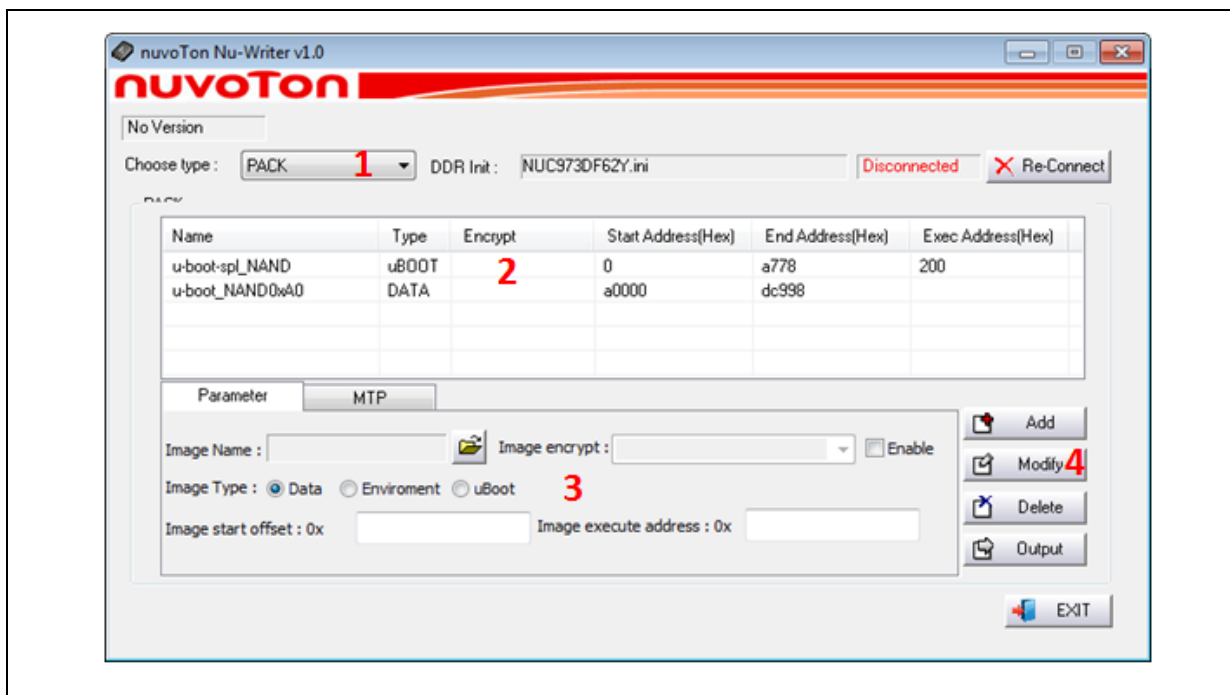 nuvoTon Nu-Writer v1.0
nuvoTon
No Version
Choose type : PACK 1 DDR Init : NUC973DF62Y.ini Disconnected Re-Connect
PACK
Name Type Encrypt Start Address(Hex) End Address(Hex) Exec Address(Hex)
u-boot-spl_NAND uBOOT 0 a778 200
2
u-boot_NAND0xA0 DATA a0000 dc998
Parameter MTP
Add
Image Name : Image encrypt : Enable
Modify 4
Image Type : Data Enviroment uBoot 3
Delete
Image start offset : 0x Image execute address : 0x
Output
EXIT